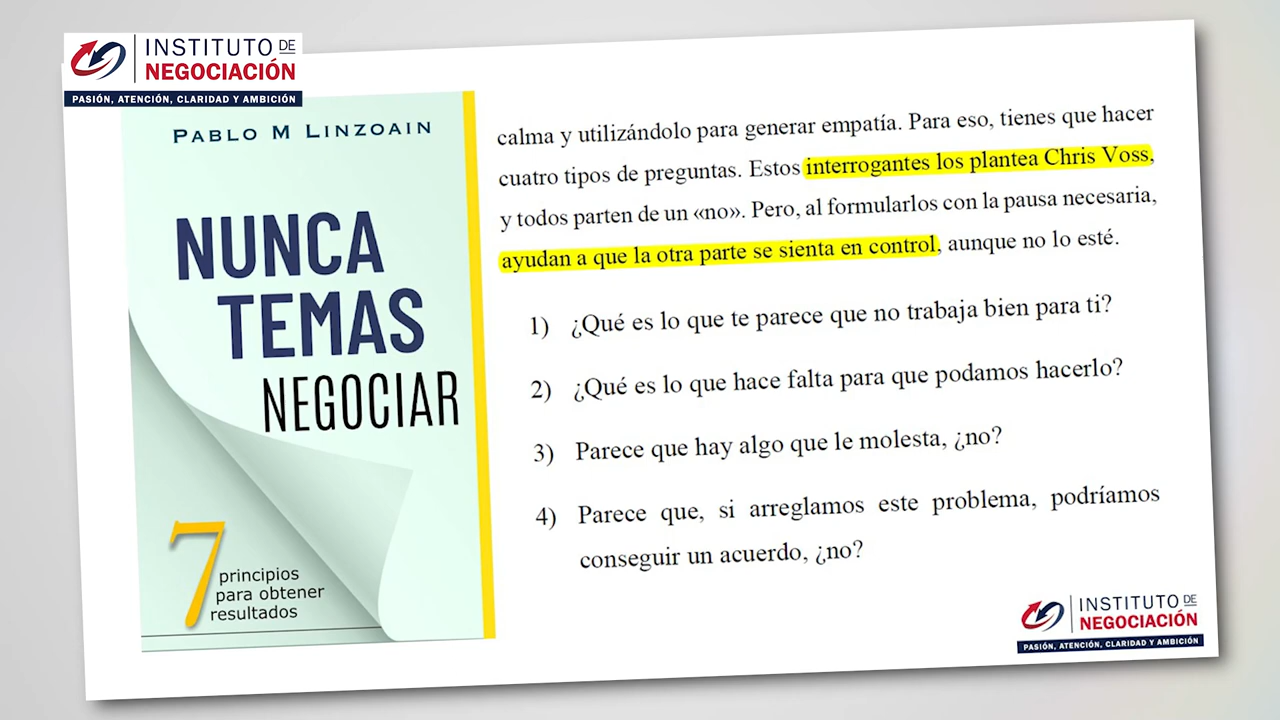 INSTITUTO DE
NEGOCIACIÓN
PASIÓN, ATENCIÓN, CLARIDAD Y AMBICIÓN
PABLO M LINZOAIN
NUNCA
TEMAS
NEGOCIAR
7
principios
para obtener
resultados
calma y utilizándolo para generar empatía. Para eso, tienes que hacer
cuatro tipos de preguntas. Estos interrogantes los plantea Chris Voss,
y todos parten de un «no». Pero, al formularlos con la pausa necesaria,
ayudan a que la otra parte se sienta en control, aunque no lo esté.
1) ¿Qué es lo que te parece que no trabaja bien para ti?
2) ¿Qué es lo que hace falta para que podamos hacerlo?
3) Parece que hay algo que le molesta, ¿no?
4) Parece que, si arreglamos este problema, podríamos
conseguir un acuerdo, ¿no?
INSTITUTO DE
NEGOCIACIÓN
PASIÓN, ATENCIÓN, CLARIDAD Y AMBICIÓN